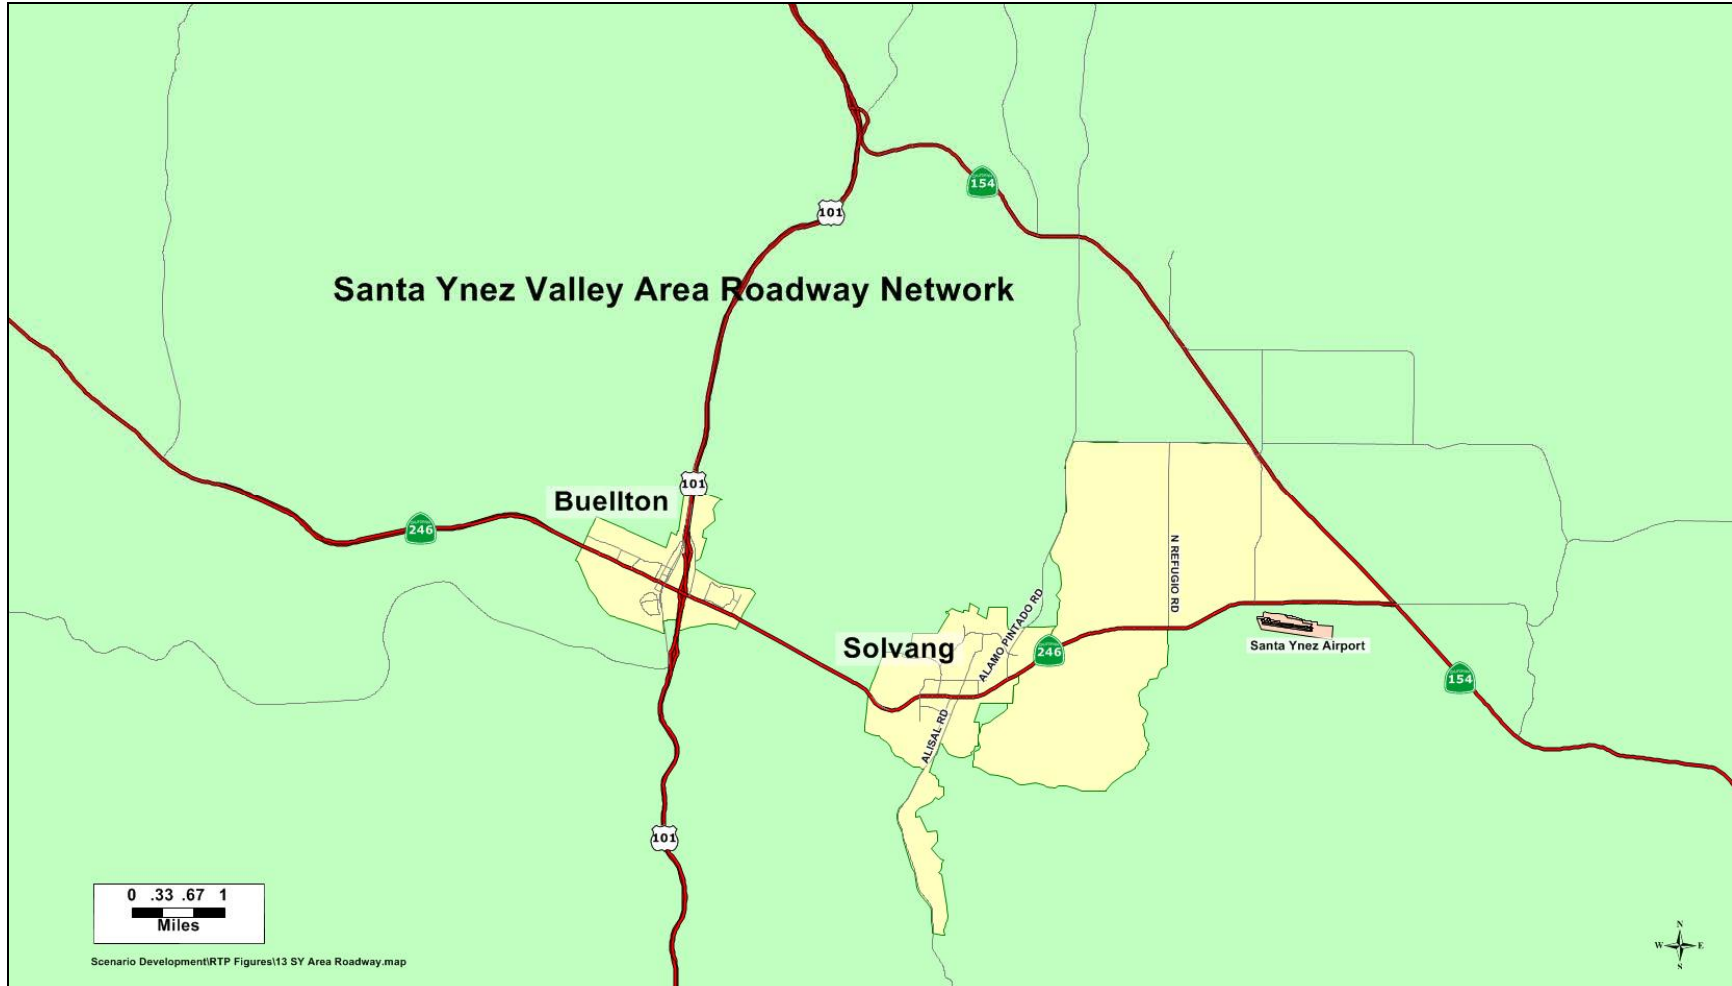 154
101
Santa Ynez Valley Area Roadway Network
101
Buellton
246
N REFUGIO RD
ALAMO PINTADO RD
Solvang
246
Santa Ynez Airport
154
ALISAL RD
101
0 .33 .67 1
Miles
Scenario Development\RTP Figures\13 SY Area Roadway.map
N
W E
S